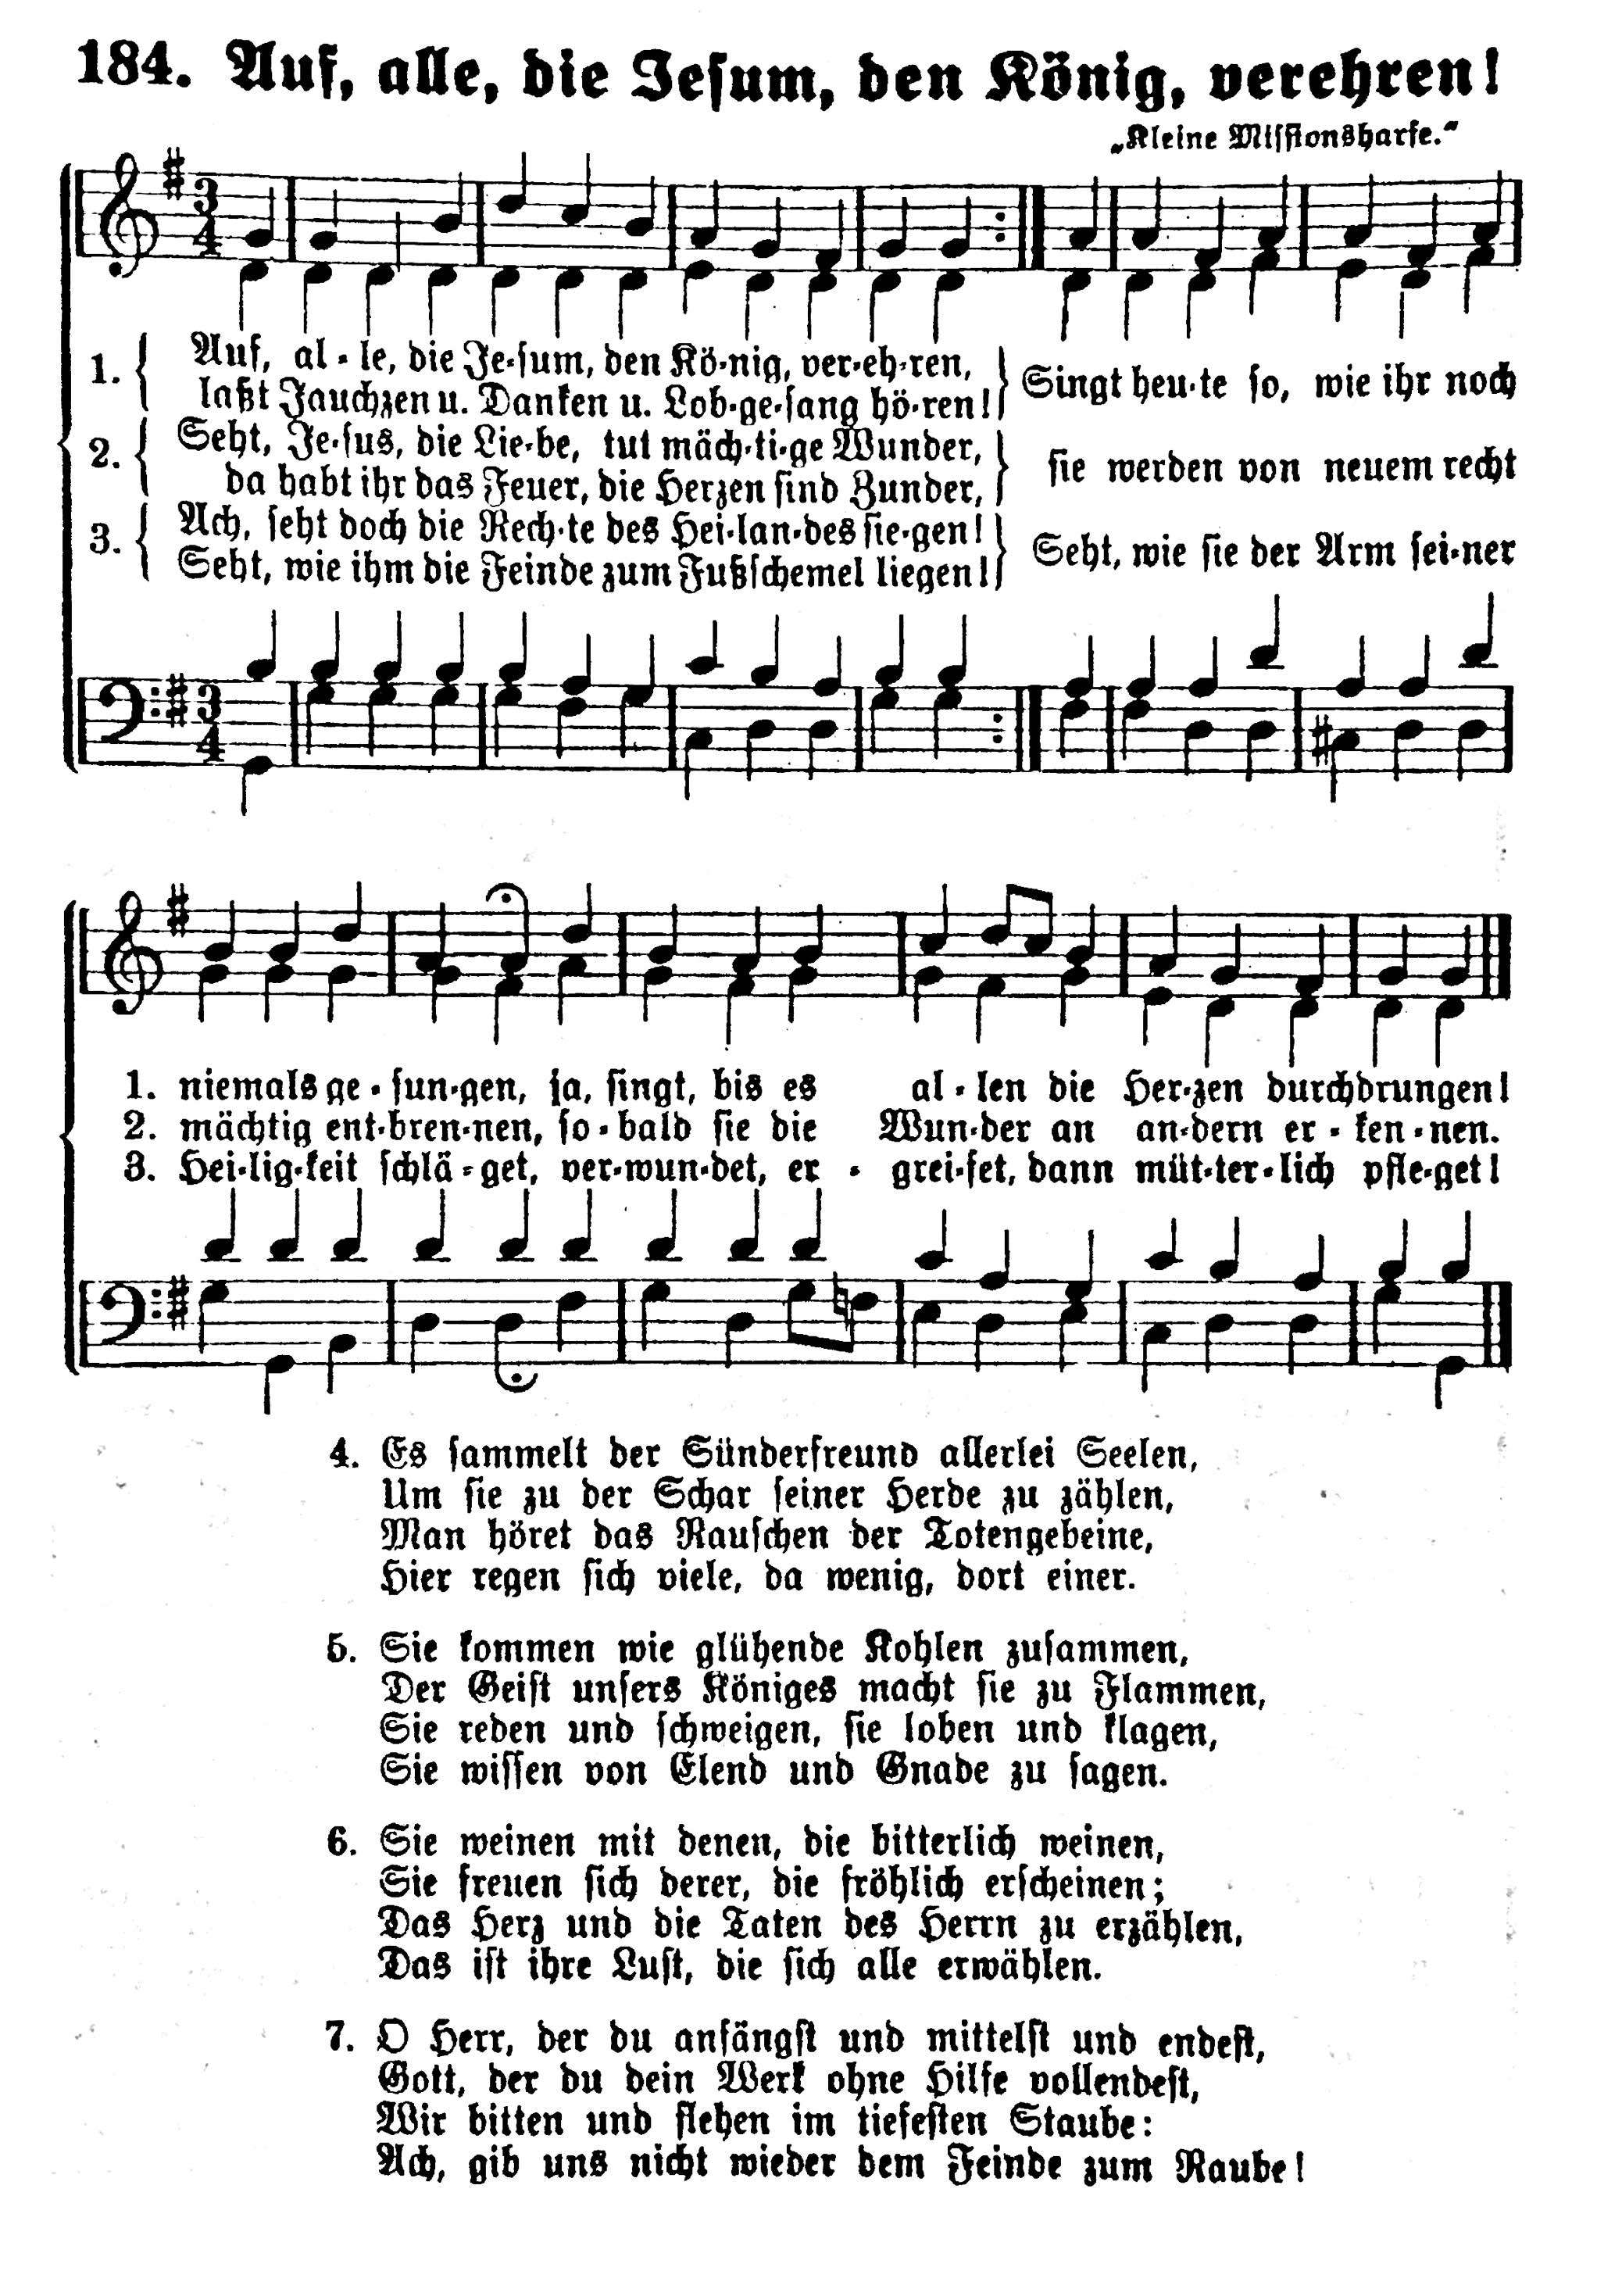 184. Auf, alle, die Jesum, den König, verehren!
„Kleine Missionsharfe.“
1. Auf, al-le, die Je-sum, den Kö-nig, ver-eh-ren,
laßt Jauchzen u. Danken u. Lob-ge-sang hö-ren!
Singt heu-te so, wie ihr noch
2. Seht, Je-sus, die Lie-be, tut mäch-ti-ge Wunder,
da habt ihr das Feuer, die Herzen sind Zunder,
sie werden von neuem recht
3. Ach, seht doch die Rech-te des Hei-lan-des sie-gen!
Seht, wie ihm die Feinde zum Fußschemel liegen!
Seht, wie sie der Arm sei-ner
1. niemals ge-sun-gen, ja, singt, bis es al-len die Her-zen durchdrungen!
2. mächtig ent-bren-nen, so-bald sie die Wun-der an an-dern er-ken-nen.
3. Hei-lig-keit schlä-get, ver-wun-det, er-grei-fet, dann müt-ter-lich pfle-get!
4. Es sammelt der Sünderfreund allerlei Seelen,
Um sie zu der Schar seiner Herde zu zählen,
Man höret das Rauschen der Totengebeine,
Hier regen sich viele, da wenig, dort einer.
5. Sie kommen wie glühende Kohlen zusammen,
Der Geist unsers Königes macht sie zu Flammen,
Sie reden und schweigen, sie loben und klagen,
Sie wissen von Elend und Gnade zu sagen.
6. Sie weinen mit denen, die bitterlich weinen,
Sie freuen sich derer, die fröhlich erscheinen;
Das Herz und die Taten des Herrn zu erzählen,
Das ist ihre Lust, die sich alle erwählen.
7. O Herr, der du anfängst und mittelst und endest,
Gott, der du dein Werk ohne Hilfe vollendest,
Wir bitten und flehen im tiefesten Staube:
Ach, gib uns nicht wieder dem Feinde zum Raube!